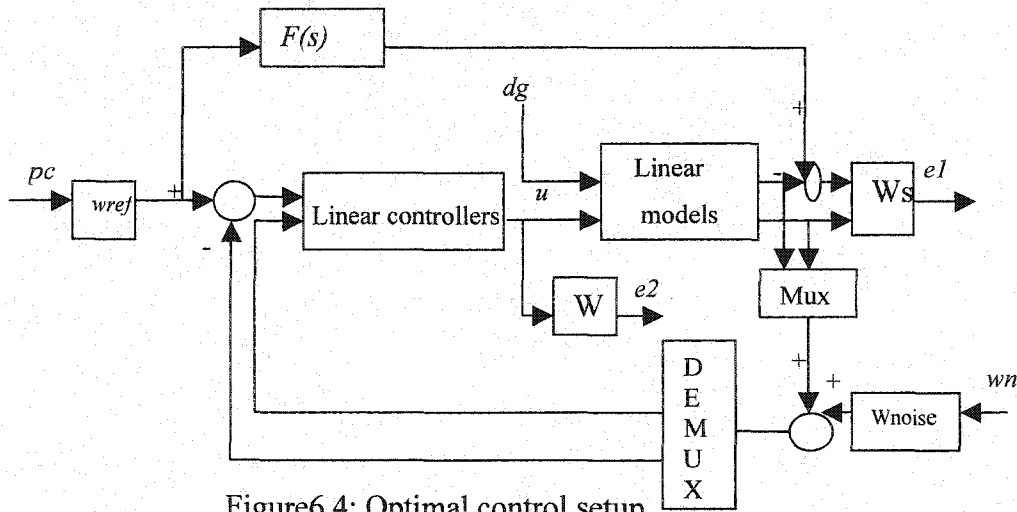 F(s)
dg
+
pc
wref
+
-
Linear controllers
u
Linear
models
-
Ws
e1
W
e2
Mux
+
+
wn
Wnoise
D
E
M
U
X
Figure6.4: Optimal control setup